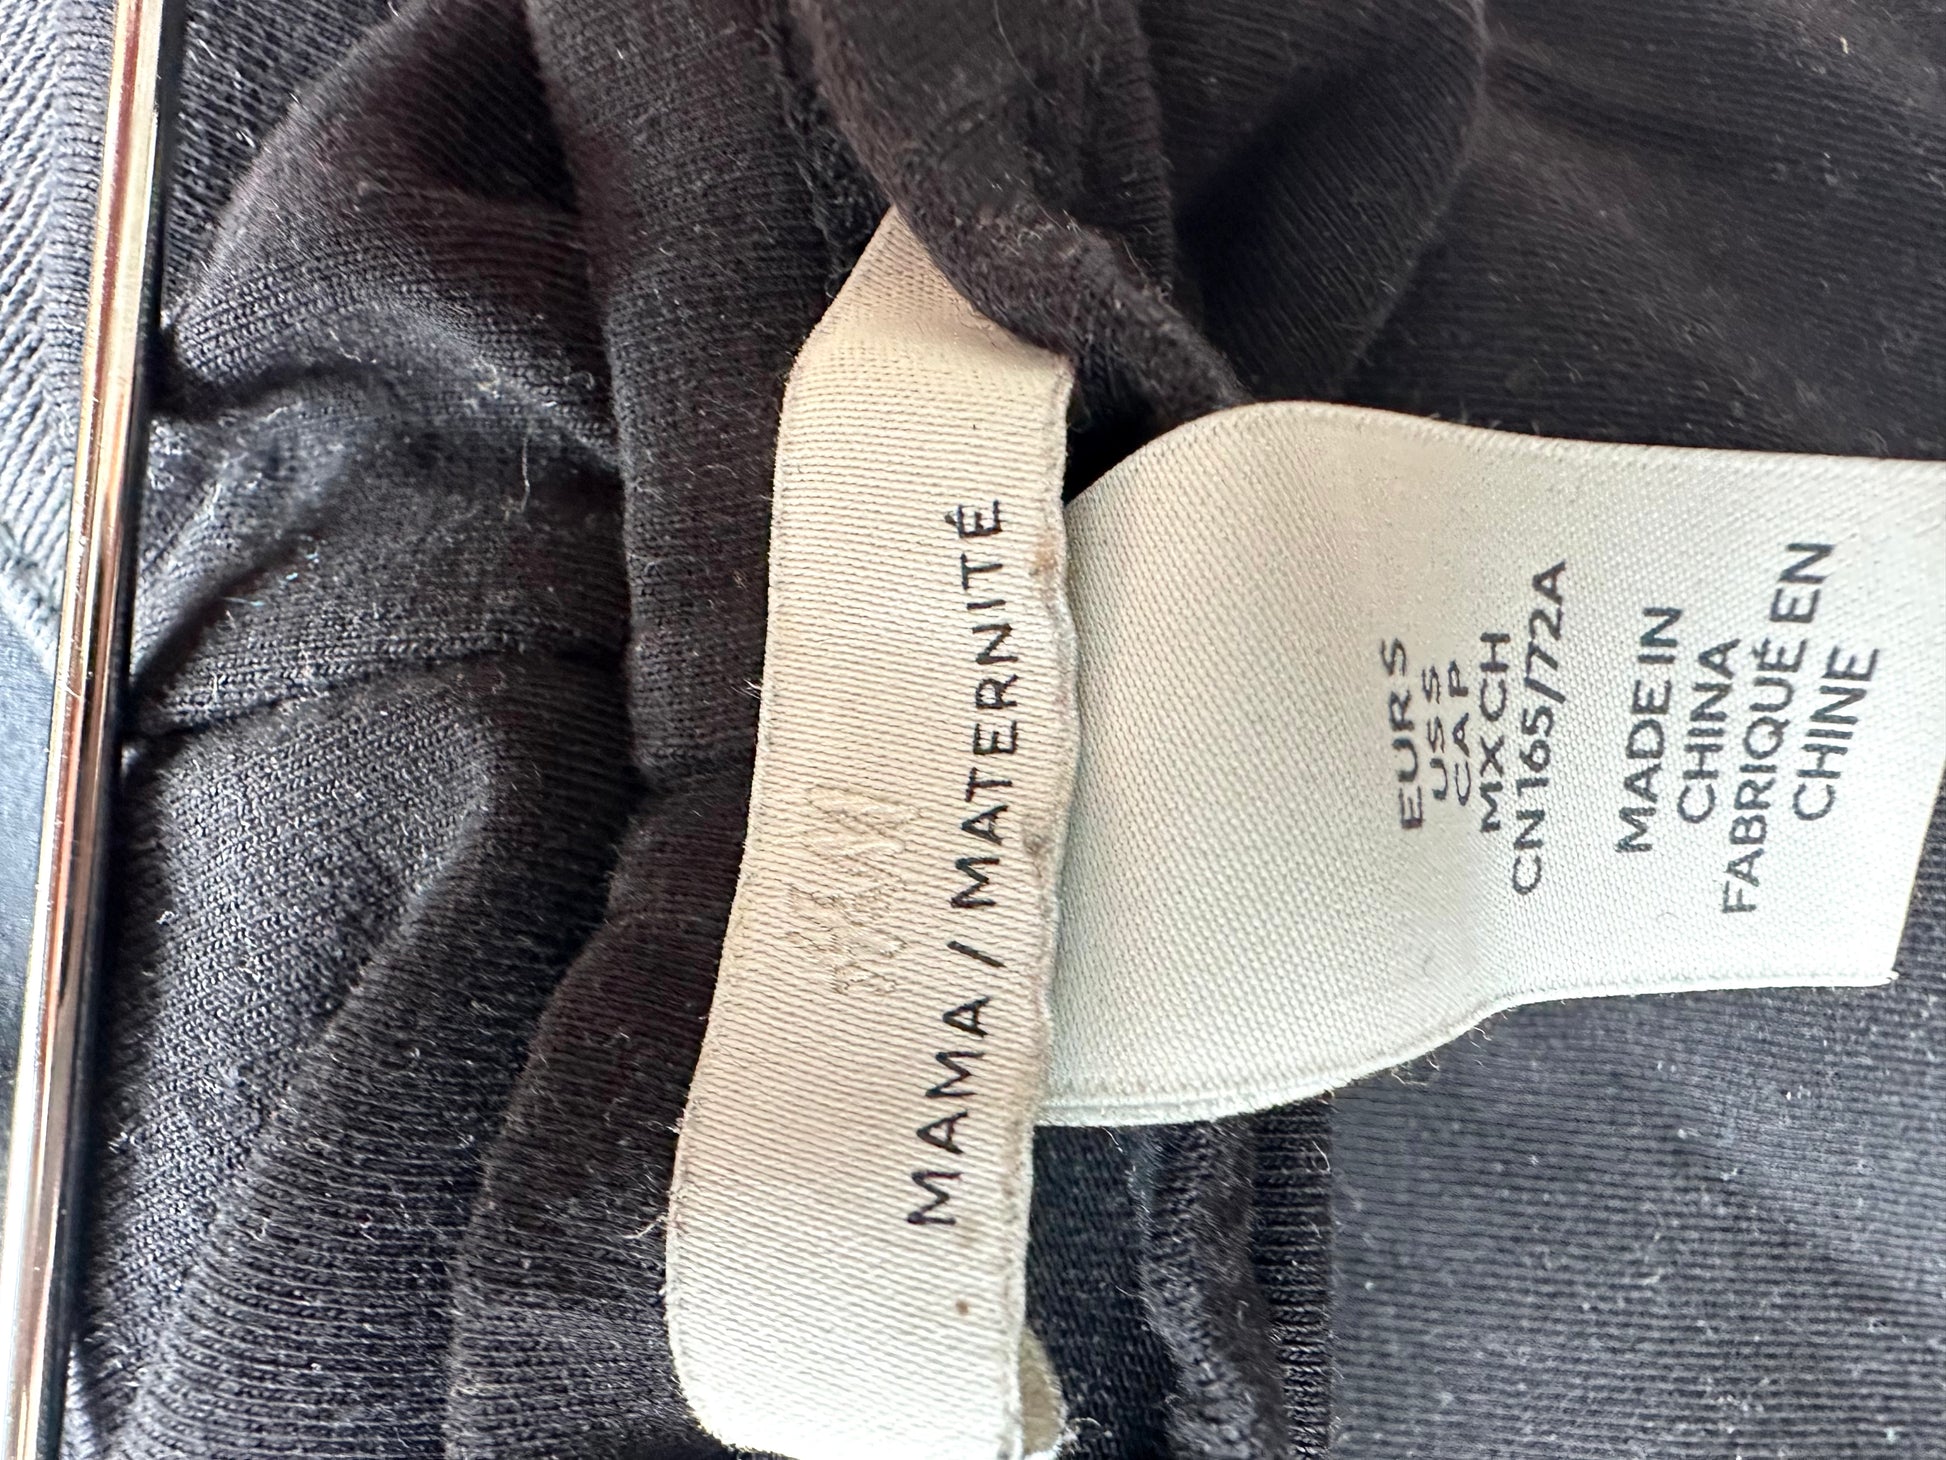 MAMA / MATERNITÉ
EUR S
US S
CA P
MX CH
CN 165/72A
MADE IN
CHINA
FABRIQUÉ EN
CHINE